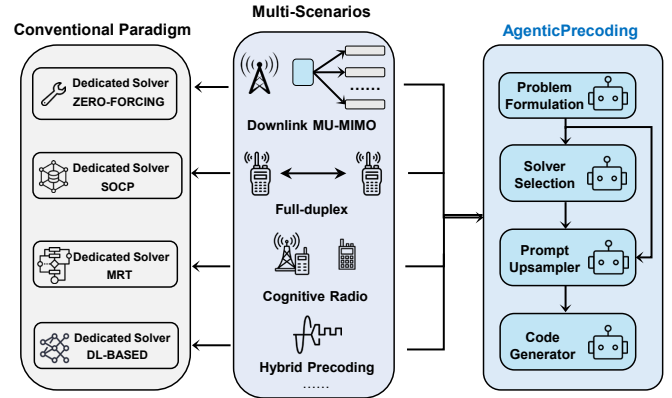 Conventional Paradigm
Dedicated Solver
ZERO-FORCING
Dedicated Solver
SOCP
Dedicated Solver
MRT
Dedicated Solver
DL-BASED
Multi-Scenarios
......
Downlink MU-MIMO
Full-duplex
Cognitive Radio
Hybrid Precoding
......
AgenticPrecoding
Problem
Formulation
Solver
Selection
Prompt
Upsampler
Code
Generator